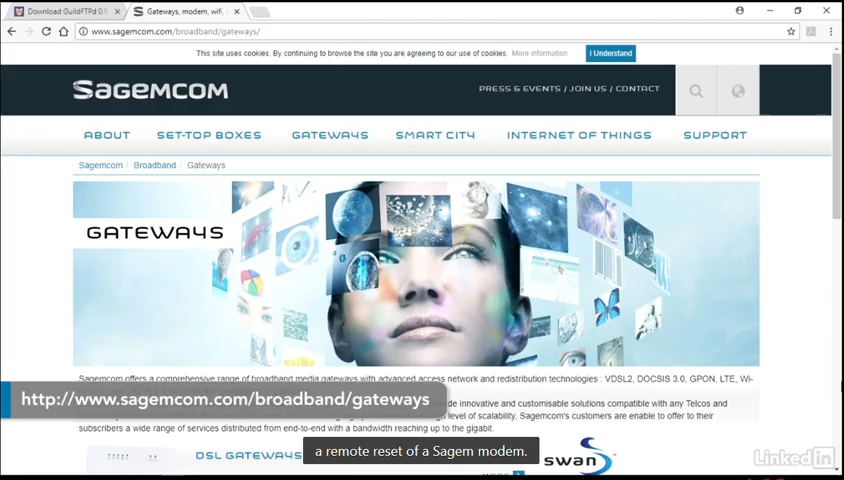 Download GuildFTPd 0.9
Gateways, modem, wifi,
www.sagemcom.com/broadband/gateways/
This site uses cookies. By continuing to browse the site you are agreeing to our use of cookies. More information
I Understand
SAGEMCOM
PRESS & EVENTS / JOIN US / CONTACT
ABOUT SET-TOP BOXES GATEWAYS SMART CITY INTERNET OF THINGS SUPPORT
Sagemcom / Broadband / Gateways
GATEWAYS
Sagemcom offers a comprehensive range of broadband media gateways with advanced access network and redistribution technologies : VDSL2, DOCSIS 3.0, GPON, LTE, Wi-
http://www.sagemcom.com/broadband/gateways
innovative and customisable solutions compatible with any Telcos and
level of scalability, Sagemcom's customers are enable to offer to their
subscribers a wide range of services distributed from end-to-end with a bandwidth reaching up to the gigabit.
DSL GATEWAYS
a remote reset of a Sagem modem.
swan
LinkedIn